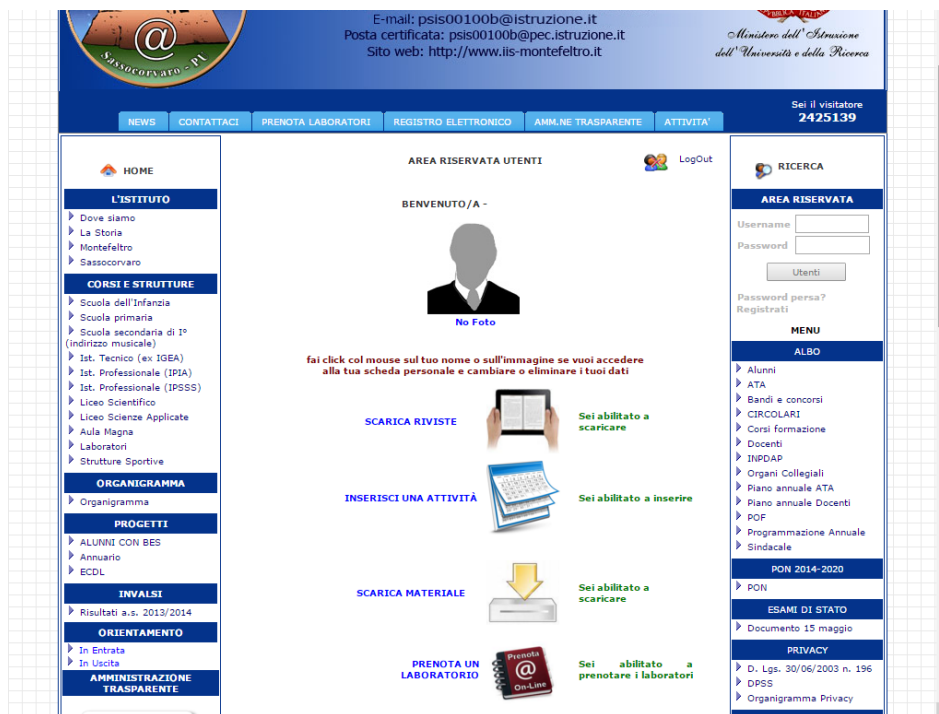 E-mail: psis00100b@istruzione.it
Posta certificata: psis00100b@pec.istruzione.it
Sito web: http://www.iis-montefeltro.it
@
Sassocorvaro - PU
REPUBBLICA ITALIANA
Ministero dell' Istruzione
dell' Università e della Ricerca
Sei il visitatore
2425139
NEWS CONTATTACI PRENOTA LABORATORI REGISTRO ELETTRONICO AMM.NE TRASPARENTE ATTIVITA'
HOME
L'ISTITUTO
Dove siamo
La Storia
Montefeltro
Sassocorvaro
CORSI E STRUTTURE
Scuola dell'Infanzia
Scuola primaria
Scuola secondaria di I°
(indirizzo musicale)
Ist. Tecnico (ex IGEA)
Ist. Professionale (IPIA)
Ist. Professionale (IPSSS)
Liceo Scientifico
Liceo Scienze Applicate
Aula Magna
Laboratori
Strutture Sportive
ORGANIGRAMMA
Organigramma
PROGETTI
ALUNNI CON BES
Annuario
ECDL
INVALSI
Risultati a.s. 2013/2014
ORIENTAMENTO
In Entrata
In Uscita
AMMINISTRAZIONE
TRASPARENTE
AREA RISERVATA UTENTI
LogOut
BENVENUTO/A -
No Foto
fai click col mouse sul tuo nome o sull'immagine se vuoi accedere
alla tua scheda personale e cambiare o eliminare i tuoi dati
SCARICA RIVISTE
Sei abilitato a
scaricare
INSERISCI UNA ATTIVITÀ
Sei abilitato a inserire
SCARICA MATERIALE
Sei abilitato a
scaricare
PRENOTA UN
LABORATORIO
Prenota
@
On-Line
Sei abilitato a
prenotare i laboratori
RICERCA
AREA RISERVATA
Username
Password
Utenti
Password persa?
Registrati
MENU
ALBO
Alunni
ATA
Bandi e concorsi
CIRCOLARI
Corsi formazione
Docenti
INPDAP
Organi Collegiali
Piano annuale ATA
Piano annuale Docenti
POF
Programmazione Annuale
Sindacale
PON 2014-2020
PON
ESAMI DI STATO
Documento 15 maggio
PRIVACY
D. Lgs. 30/06/2003 n. 196
DPSS
Organigramma Privacy